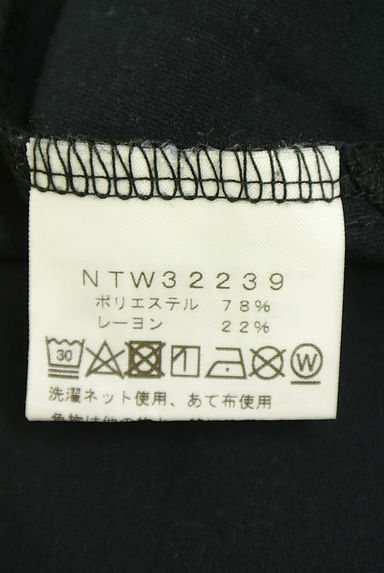 NTW32239
ポリエステル 78%
レーヨン 22%
30 W
洗濯ネット使用、あて布使用